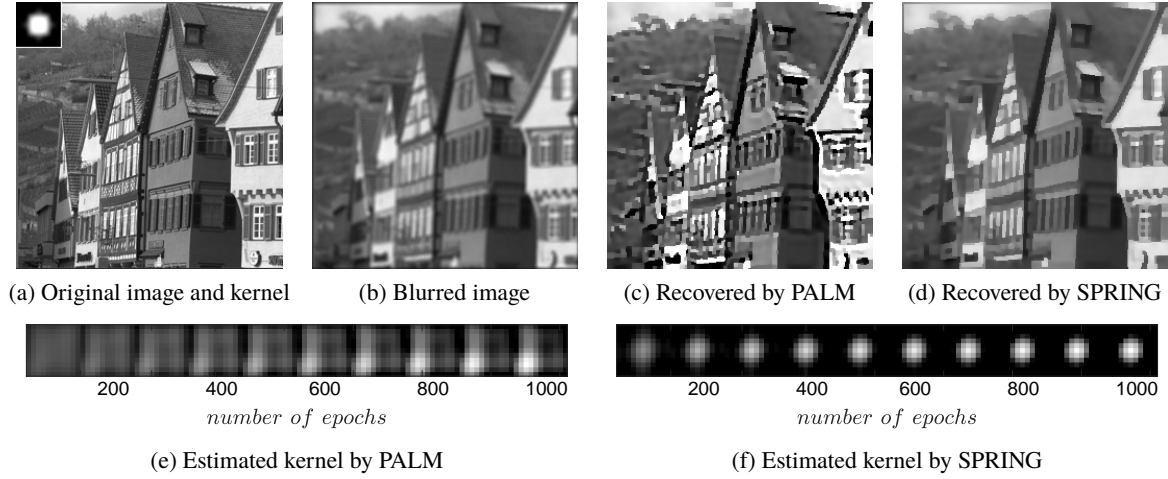 (a) Original image and kernel
(b) Blurred image
(c) Recovered by PALM
(d) Recovered by SPRING
200 400 600 800 1000
number of epochs
(e) Estimated kernel by PALM
200 400 600 800 1000
number of epochs
(f) Estimated kernel by SPRING